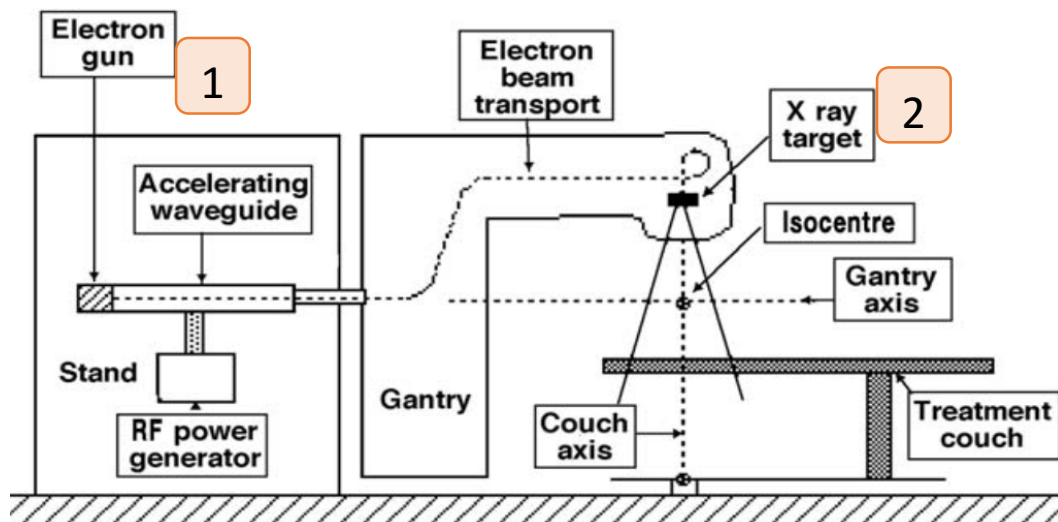 Electron
gun
1
Electron
beam
transport
X ray
target
2
Accelerating
waveguide
Isocentre
Gantry
axis
Stand
Gantry
RF power
generator
Couch
axis
Treatment
couch